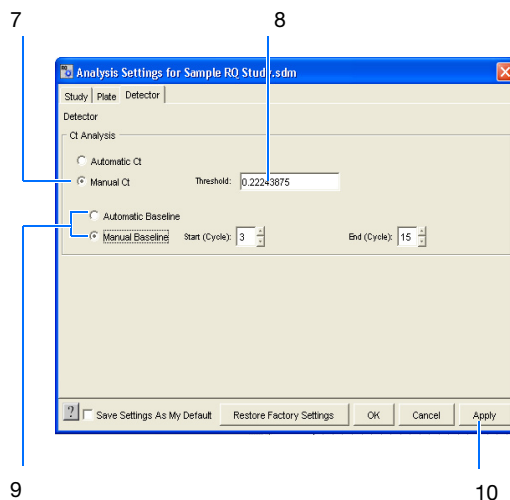 7 8
Analysis Settings for Sample RQ Study.sdm
Study Plate Detector
Detector
Ct Analysis
Automatic Ct
Manual Ct Threshold: 0.22243875
Automatic Baseline
Manual Baseline Start (Cycle): 3 End (Cycle): 15
? Save Settings As My Default Restore Factory Settings OK Cancel Apply
9 10